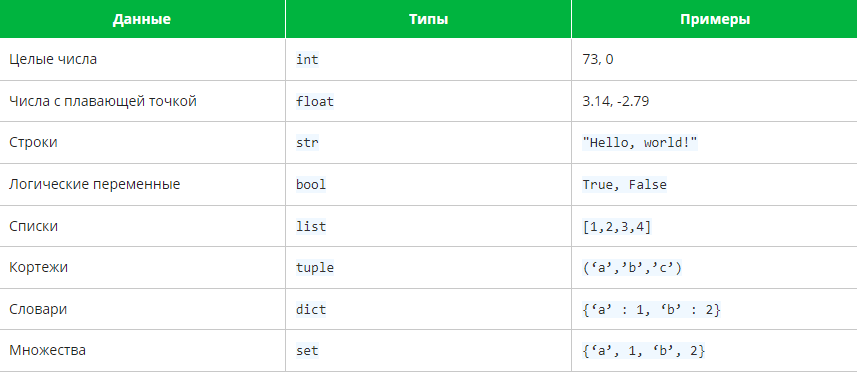 Данные Типы Примеры
Целые числа int 73, 0
Числа с плавающей точкой float 3.14, -2.79
Строки str "Hello, world!"
Логические переменные bool True, False
Списки list [1,2,3,4]
Кортежи tuple (‘a’,’b’,’c’)
Словари dict {‘a’ : 1, ‘b’ : 2}
Множества set {‘a’, 1, ‘b’, 2}